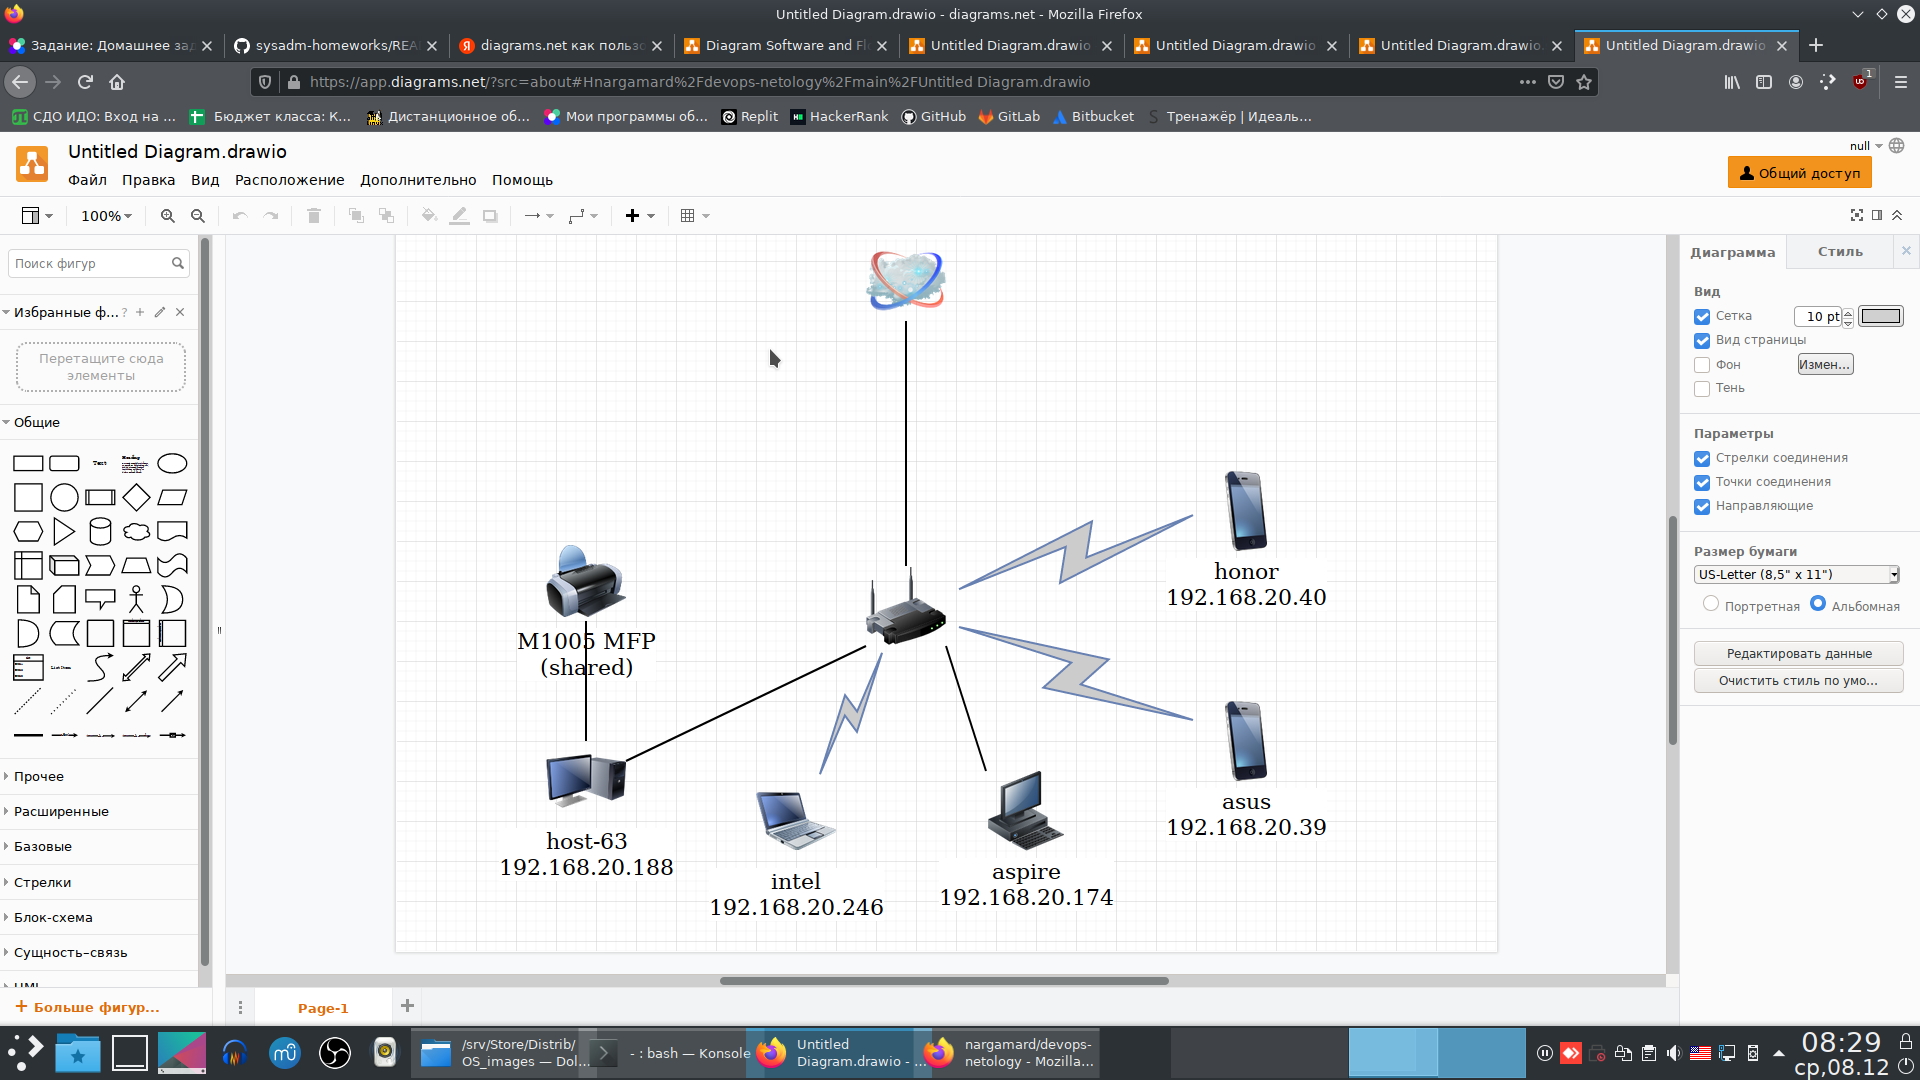 Untitled Diagram.drawio - diagrams.net - Mozilla Firefox
Задание: Домашнее за
sysadm-homeworks/REA
diagrams.net как пользо
Diagram Software and Fl
Untitled Diagram.drawio
Untitled Diagram.drawio
Untitled Diagram.drawio
Untitled Diagram.drawio
https://app.diagrams.net/?src=about#Hnargamard%2Fdevops-netology%2Fmain%2FUntitled Diagram.drawio
1
СДО ИДО: Вход на ...
Бюджет класса: К...
Дистанционное об...
Мои программы об...
Replit
HackerRank
GitHub
GitLab
Bitbucket
Тренажёр | Идеаль...
Untitled Diagram.drawio
null
Файл Правка Вид Расположение Дополнительно Помощь
Общий доступ
100%
Поиск фигур
Избранные ф... ?
Перетащите сюда
элементы
Общие
Text
Heading
List Item
Прочее
Расширенные
Базовые
Стрелки
Блок-схема
Сущность–связь
UML
+ Больше фигур...
honor
192.168.20.40
M1005 MFP
(shared)
asus
192.168.20.39
host-63
192.168.20.188
intel
192.168.20.246
aspire
192.168.20.174
Page-1
Диаграмма
Стиль
Вид
Сетка
10 pt
Вид страницы
Фон
Измен...
Тень
Параметры
Стрелки соединения
Точки соединения
Направляющие
Размер бумаги
US-Letter (8,5" x 11")
Портретная
Альбомная
Редактировать данные
Очистить стиль по умо...
/srv/Store/Distrib/
OS_images — Dol...
- : bash — Konsole
Untitled
Diagram.drawio - ...
nargamard/devops-
netology - Mozilla...
08:29
ср,08.12